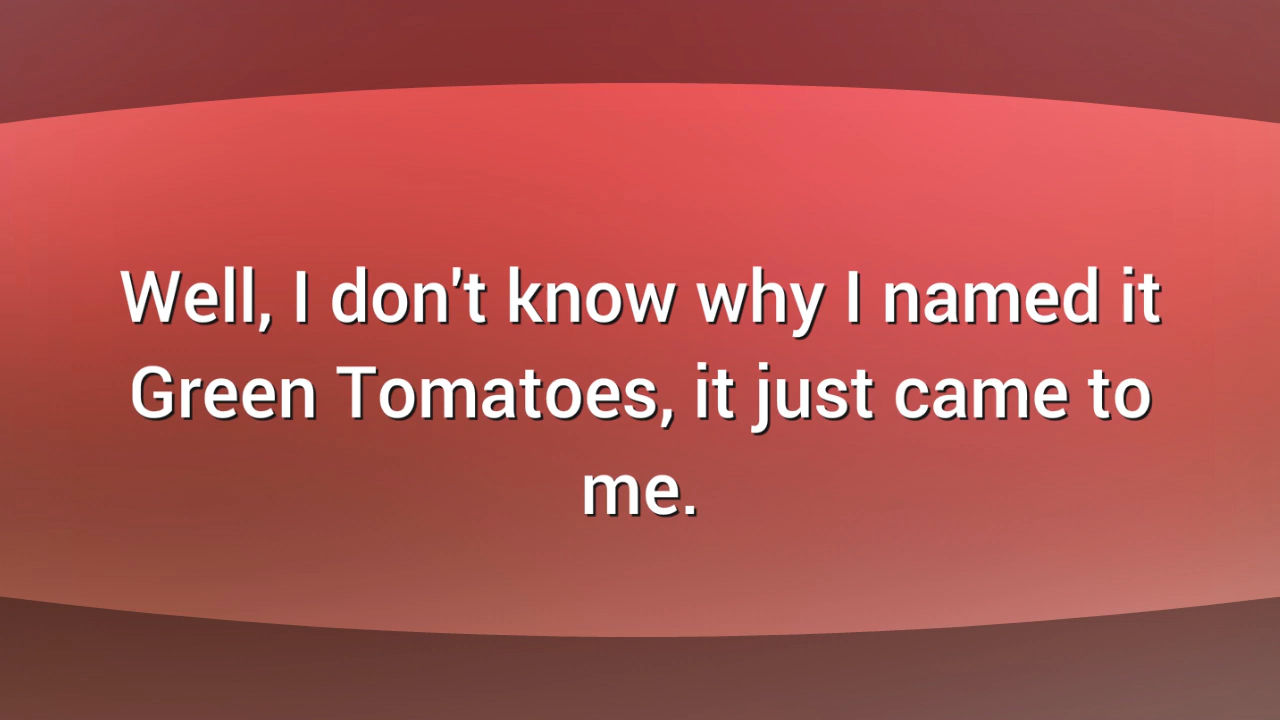 Well, I don't know why I named it
Green Tomatoes, it just came to
me.